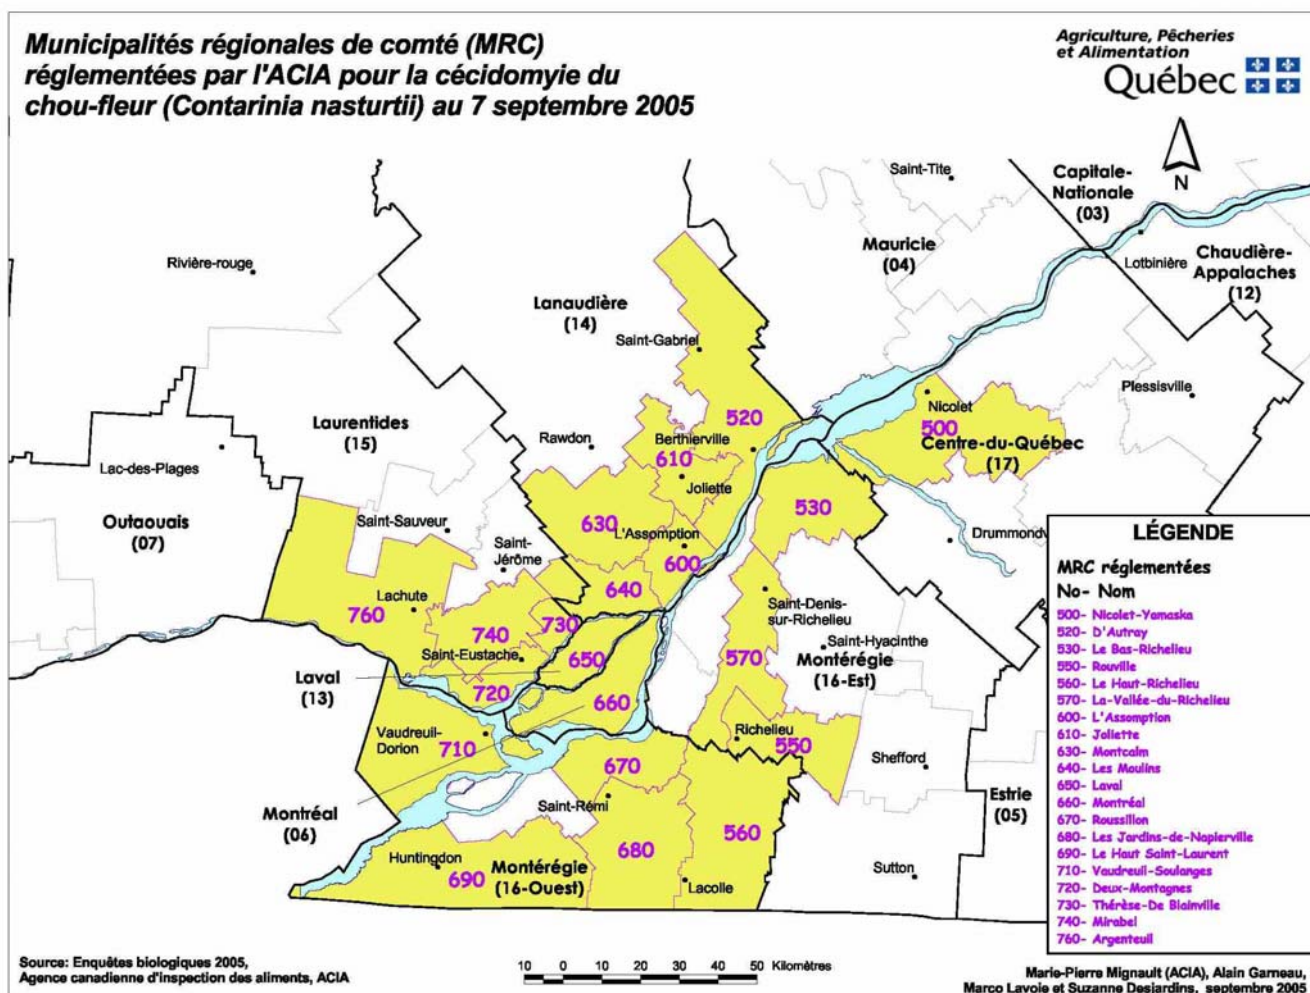 Municipalités régionales de comté (MRC)
réglementées par l'ACIA pour la cécidomyie du
chou-fleur (Contarinia nasturtii) au 7 septembre 2005
Agriculture, Pêcheries
et Alimentation
Québec
N
Saint-Tite
Capitale-
Nationale
(03)
Mauricie
(04)
Lotbinière
Chaudière-
Appalaches
(12)
Rivière-rouge
Lanaudière
(14)
Saint-Gabriel
Plessisville
Nicolet
500
Centre-du-Québec
(17)
Laurentides
(15)
520
Rawdon
Berthierville
610
Joliette
Lac-des-Plages
Outaouais
(07)
Saint-Sauveur
Saint-
Jérôme
630
L'Assomption
600
530
Drummondv
640
Lachute
760
740
730
Saint-Eustache
650
Laval
(13)
720
660
Saint-Denis-
sur-Richelieu
Saint-Hyacinthe
570
Montérégie
(16-Est)
Vaudreuil-
Dorion
710
Richelieu
550
Shefford
670
Montréal
(06)
Saint-Rémi
Estrie
(05)
560
680
Huntingdon
690
Montérégie
(16-Ouest)
Lacolle
Sutton
LÉGENDE
MRC réglementées
No- Nom
500- Nicolet-Yamaska
520- D'Autray
530- Le Bas-Richelieu
550- Rouville
560- Le Haut-Richelieu
570- La-Vallée-du-Richelieu
600- L'Assomption
610- Joliette
630- Montcalm
640- Les Moulins
650- Laval
660- Montréal
670- Roussillon
680- Les Jardins-de-Napierville
690- Le Haut Saint-Laurent
710- Vaudreuil-Soulanges
720- Deux-Montagnes
730- Thérèse-De Blainville
740- Mirabel
760- Argenteuil
Source: Enquêtes biologiques 2005,
Agence canadienne d'inspection des aliments, ACIA
10 0 10 20 30 40 50 Kilomètres
Marie-Pierre Mignault (ACIA), Alain Garneau,
Marco Lavoie et Suzanne Desjardins, septembre 2005